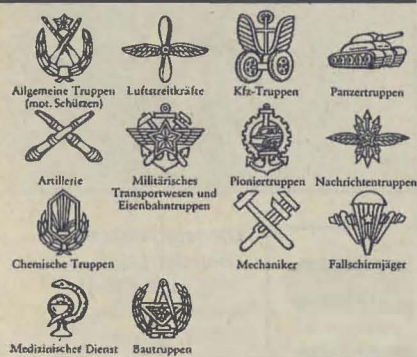 Allgemeine Truppen
(mot. Schützen)
Luftstreitkräfte
Kfz-Truppen
Panzertruppen
Artillerie
Militärisches
Transportwesen und
Eisenbahntruppen
Pioniertruppen
Nachrichtentruppen
Chemische Truppen
Mechaniker
Fallschirmjäger
Medizinischer Dienst
Bautruppen